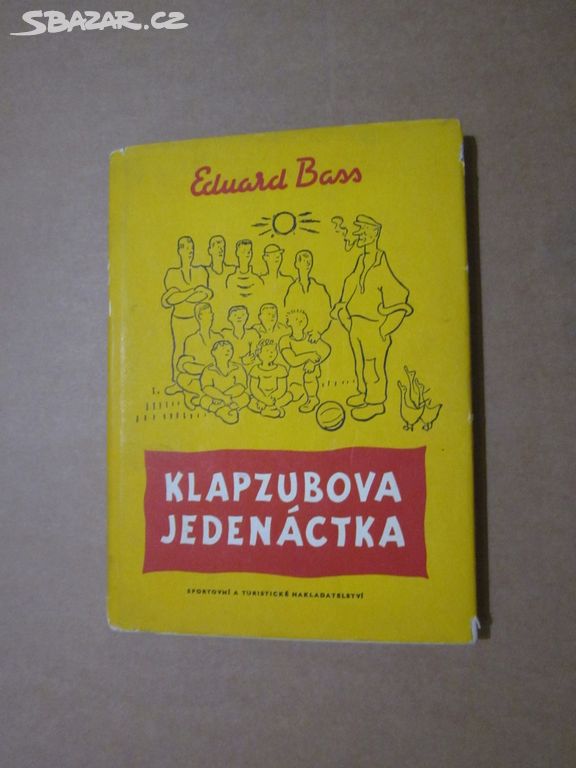 SBAZAR.CZ
Eduard Bass
KLAPZUBOVA
JEDENÁCTKA
SPORTOVNÍ A TURISTICKÉ NAKLADATELSTVÍ